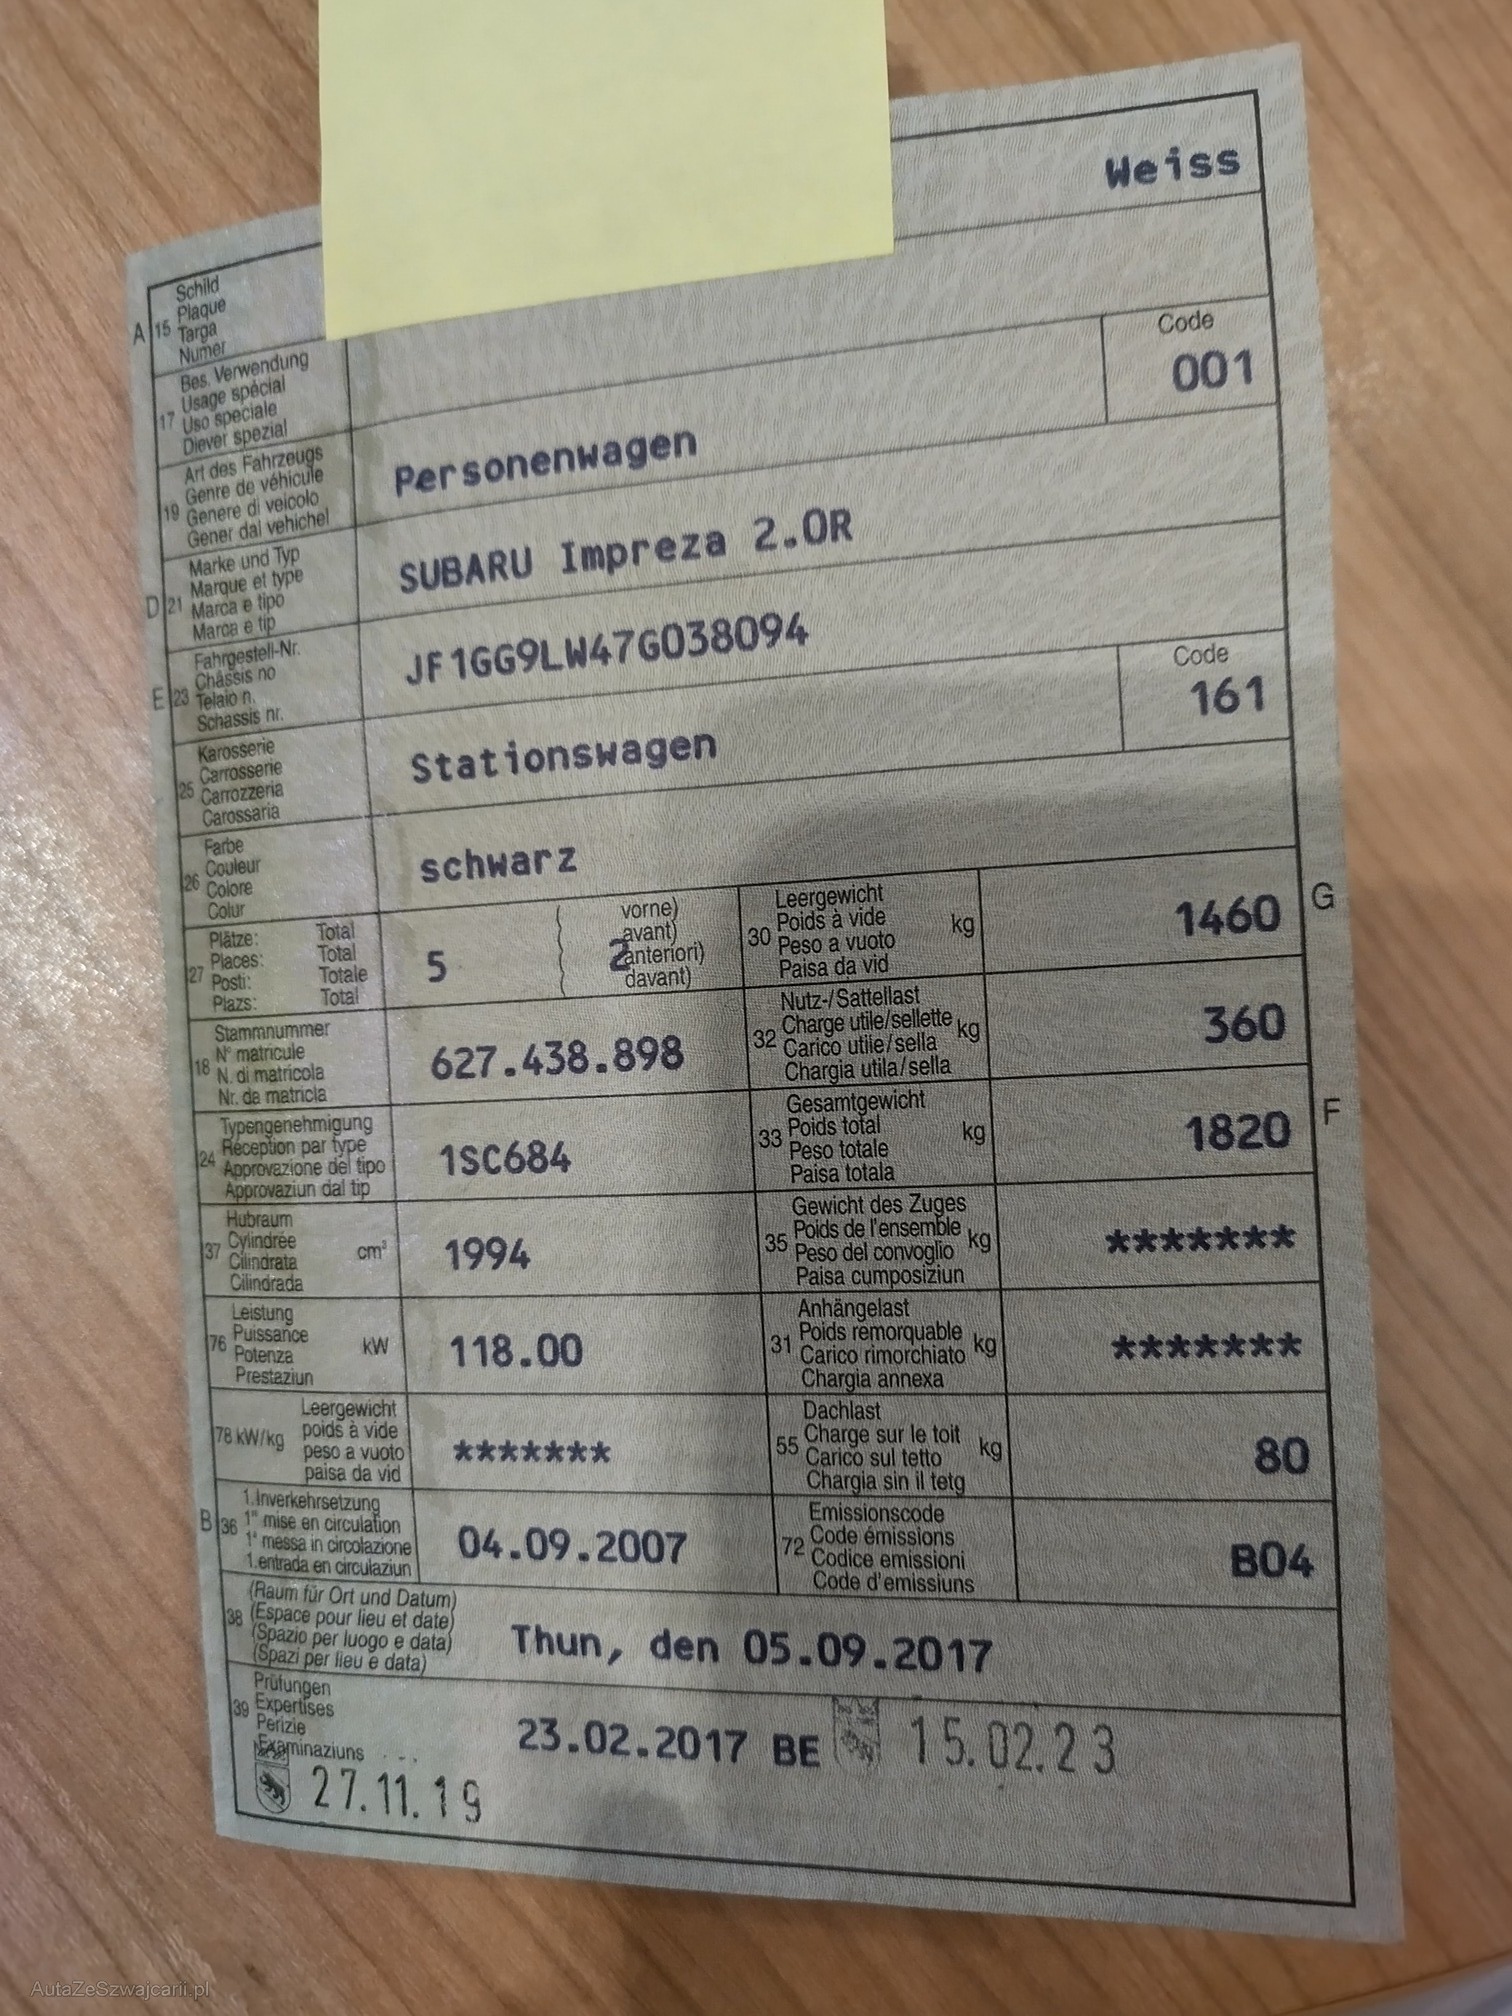 Weiss
A 15 Schild
Plaque
Targa
Numer
17 Bes. Verwendung
Usage spécial
Uso speciale
Diever spezial
Code
001
19 Art des Fahrzeugs
Genre de véhicule
Genere di veicolo
Gener dal vehichel
Personenwagen
D 21 Marke und Typ
Marque et type
Marca e tipo
Marca e tip
SUBARU Impreza 2.0R
E 23 Fahrgestell-Nr.
Châssis no
Telaio n.
Schassis nr.
JF1GG9LW47G038094
Code
161
25 Karosserie
Carrosserie
Carrozzeria
Carossaria
Stationswagen
26 Farbe
Couleur
Colore
Colur
schwarz
27 Plätze: Total
Places: Total
Posti: Totale
Plazs: Total
5
vorne)
avant)
2 anteriori)
davant)
30 Leergewicht
Poids à vide
Peso a vuoto
Paisa da vid
kg
1460
G
18 Stammnummer
N° matricule
N. di matricola
Nr. da matricla
627.438.898
32 Nutz-/Sattellast
Charge utile/sellette
Carico utile/sella
Chargia utila/sella
kg
360
24 Typengenehmigung
Réception par type
Approvazione del tipo
Approvaziun dal tip
1SC684
33 Gesamtgewicht
Poids total
Peso totale
Paisa totala
kg
1820
F
37 Hubraum
Cylindrée
Cilindrata
Cilindrada
cm³
1994
35 Gewicht des Zuges
Poids de l'ensemble
Peso del convoglio
Paisa cumposiziun
kg
*******
76 Leistung
Puissance
Potenza
Prestaziun
kW
118.00
31 Anhängelast
Poids remorquable
Carico rimorchiato
Chargia annexa
kg
*******
78 kW/kg
Leergewicht
poids à vide
peso a vuoto
paisa da vid
*******
55 Dachlast
Charge sur le toit
Carico sul tetto
Chargia sin il tetg
kg
80
B 36 1.Inverkehrsetzung
1re mise en circulation
1a messa in circolazione
1.entrada en circulaziun
04.09.2007
72 Emissionscode
Code émissions
Codice emissioni
Code d'emissiuns
B04
38 (Raum für Ort und Datum)
(Espace pour lieu et date)
(Spazio per luogo e data)
(Spazi per lieu e data)
Thun, den 05.09.2017
39 Prüfungen
Expertises
Perizie
Examinaziuns
23.02.2017 BE
15.02.23
27.11.19
AutaZeSzwajcarii.pl